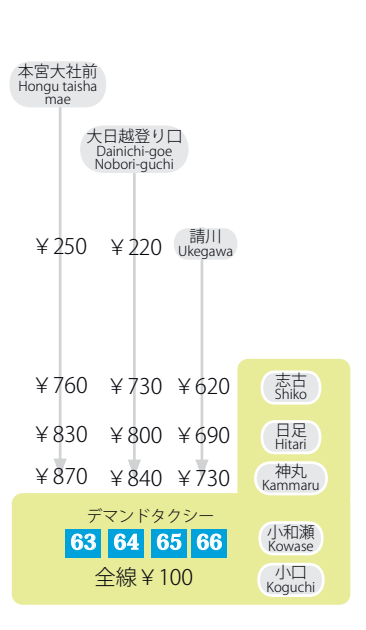 本宮大社前
Hongu taisha
mae
大日越登り口
Dainichi-goe
Nobori-guchi
¥250 ¥220 請川
Ukegawa
¥760 ¥730 ¥620 志古
Shiko
¥830 ¥800 ¥690 日足
Hitari
¥870 ¥840 ¥730 神丸
Kammaru
デマンドタクシー
63 64 65 66 小和瀬
Kowase
全線¥100 小口
Koguchi